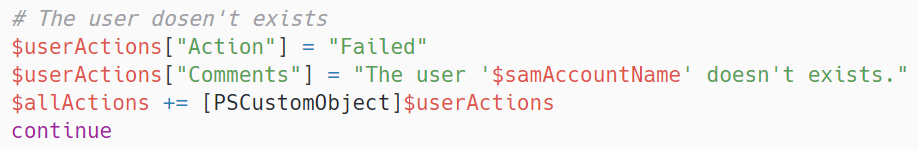 # The user dosen't exists
$userActions["Action"] = "Failed"
$userActions["Comments"] = "The user '$samAccountName' doesn't exists."
$allActions += [PSCustomObject]$userActions
continue